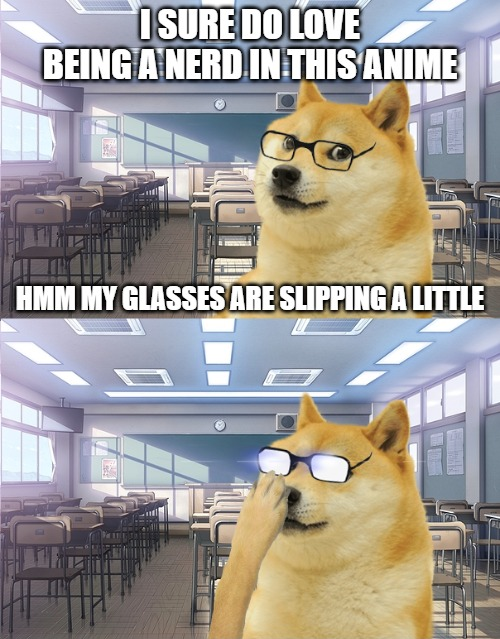 I SURE DO LOVE
BEING A NERD IN THIS ANIME
HMM MY GLASSES ARE SLIPPING A LITTLE